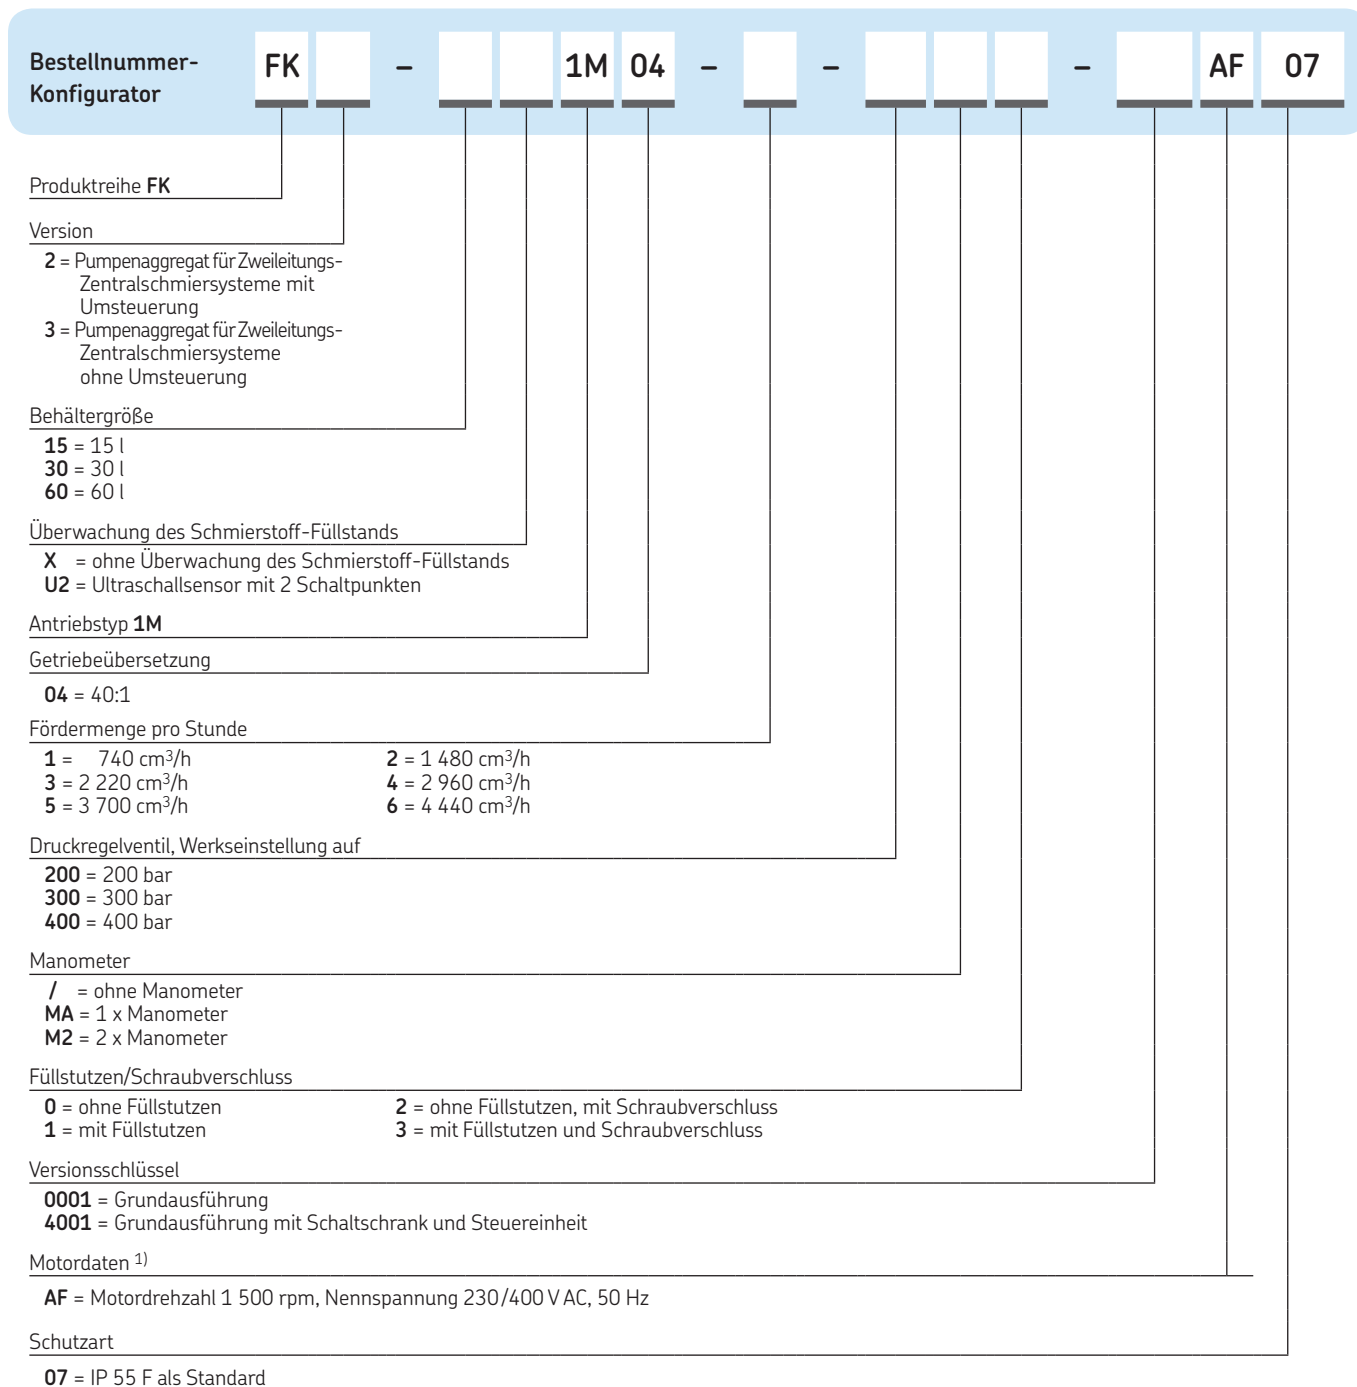 Bestellnummer-
Konfigurator
FK – 1M 04 – – – AF 07
Produktreihe FK
Version
2 = Pumpenaggregat für Zweileitungs-
Zentralschmiersysteme mit
Umsteuerung
3 = Pumpenaggregat für Zweileitungs-
Zentralschmiersysteme
ohne Umsteuerung
Behältergröße
15 = 15 l
30 = 30 l
60 = 60 l
Überwachung des Schmierstoff-Füllstands
X = ohne Überwachung des Schmierstoff-Füllstands
U2 = Ultraschallsensor mit 2 Schaltpunkten
Antriebstyp 1M
Getriebeübersetzung
04 = 40:1
Fördermenge pro Stunde
1 = 740 cm³/h 2 = 1 480 cm³/h
3 = 2 220 cm³/h 4 = 2 960 cm³/h
5 = 3 700 cm³/h 6 = 4 440 cm³/h
Druckregelventil, Werkseinstellung auf
200 = 200 bar
300 = 300 bar
400 = 400 bar
Manometer
/ = ohne Manometer
MA = 1 x Manometer
M2 = 2 x Manometer
Füllstutzen/Schraubverschluss
0 = ohne Füllstutzen 2 = ohne Füllstutzen, mit Schraubverschluss
1 = mit Füllstutzen 3 = mit Füllstutzen und Schraubverschluss
Versionsschlüssel
0001 = Grundausführung
4001 = Grundausführung mit Schaltschrank und Steuereinheit
Motordaten 1)
AF = Motordrehzahl 1 500 rpm, Nennspannung 230/400 V AC, 50 Hz
Schutzart
07 = IP 55 F als Standard